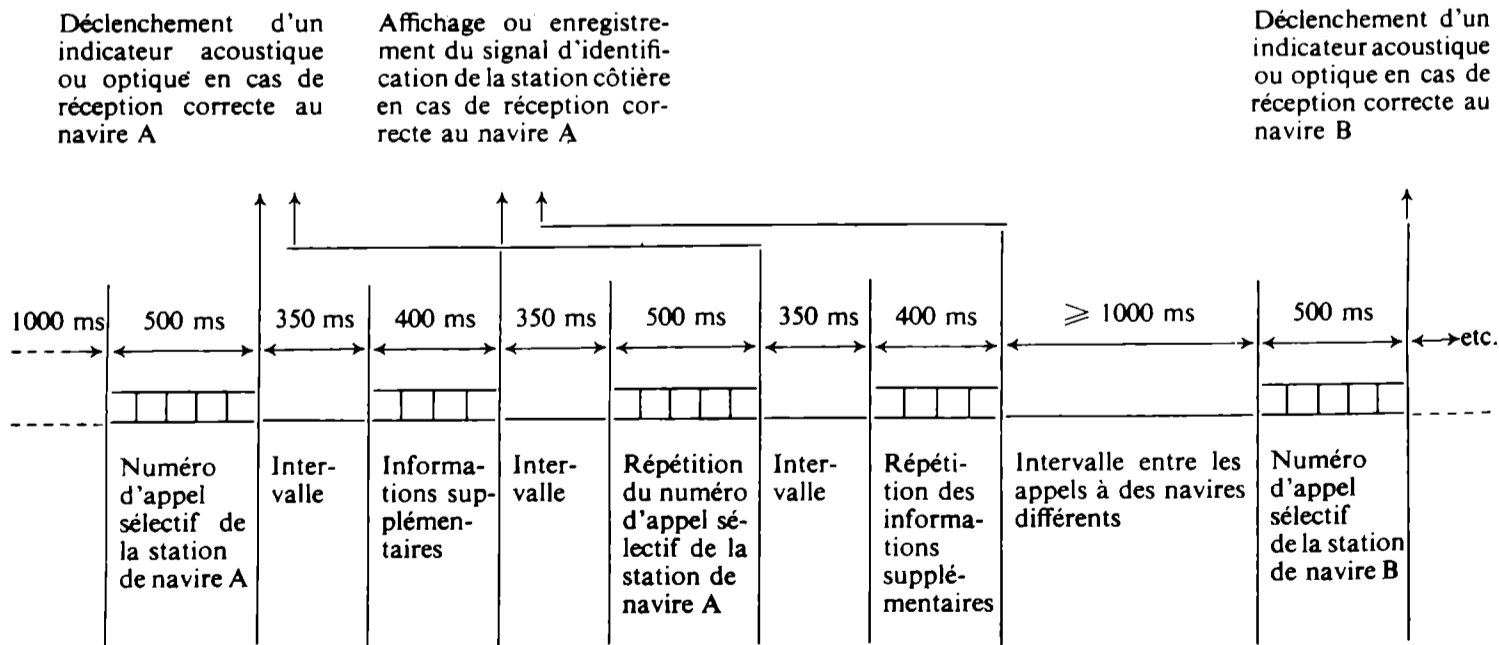 Déclenchement d'un
indicateur acoustique
ou optique en cas de
réception correcte au
navire A
Affichage ou enregistre-
ment du signal d'identifi-
cation de la station côtière
en cas de réception cor-
recte au navire A
Déclenchement d'un
indicateur acoustique
ou optique en cas de
réception correcte au
navire B
1000 ms
500 ms
350 ms
400 ms
350 ms
500 ms
350 ms
400 ms
⩾ 1000 ms
500 ms
etc.
Numéro
d'appel
sélectif de
la station
de navire A
Inter-
valle
Informa-
tions sup-
plémen-
taires
Inter-
valle
Répétition
du numéro
d'appel sé-
lectif de la
station de
navire A
Inter-
valle
Répéti-
tion des
informa-
tions
supplé-
mentaires
Intervalle entre les
appels à des navires
différents
Numéro
d'appel
sélectif
de la station
de navire B